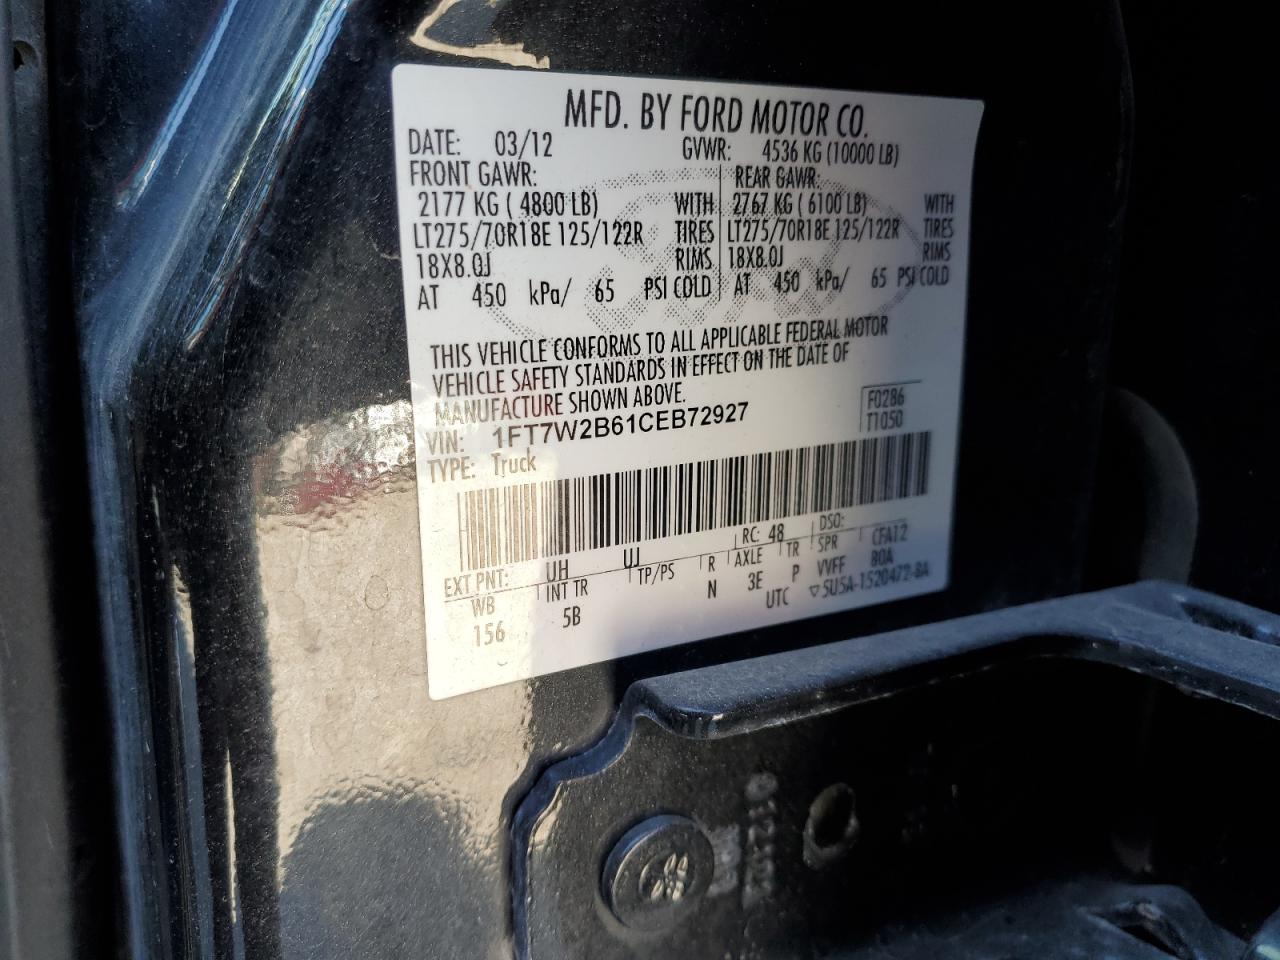 MFD. BY FORD MOTOR CO.
DATE: 03/12 GVWR: 4536 KG (10000 LB)
FRONT GAWR: REAR GAWR:
2177 KG ( 4800 LB) WITH 2767 KG ( 6100 LB) WITH
LT275/70R18E 125/122R TIRES LT275/70R18E 125/122R TIRES
18X8.0J RIMS 18X8.0J RIMS
AT 450 kPa/ 65 PSI COLD AT 450 kPa/ 65 PSI COLD
THIS VEHICLE CONFORMS TO ALL APPLICABLE FEDERAL MOTOR
VEHICLE SAFETY STANDARDS IN EFFECT ON THE DATE OF
MANUFACTURE SHOWN ABOVE.
VIN: 1FT7W2B61CEB72927
F0286
T1050
TYPE: Truck
EXT PNT: UH UJ RC: 48 DSO:
WB INT TR TP/PS R AXLE TR SPR CFA12
156 5B N 3E P VVFF 80A
UTC ▽ 5U5A-1520472-BA